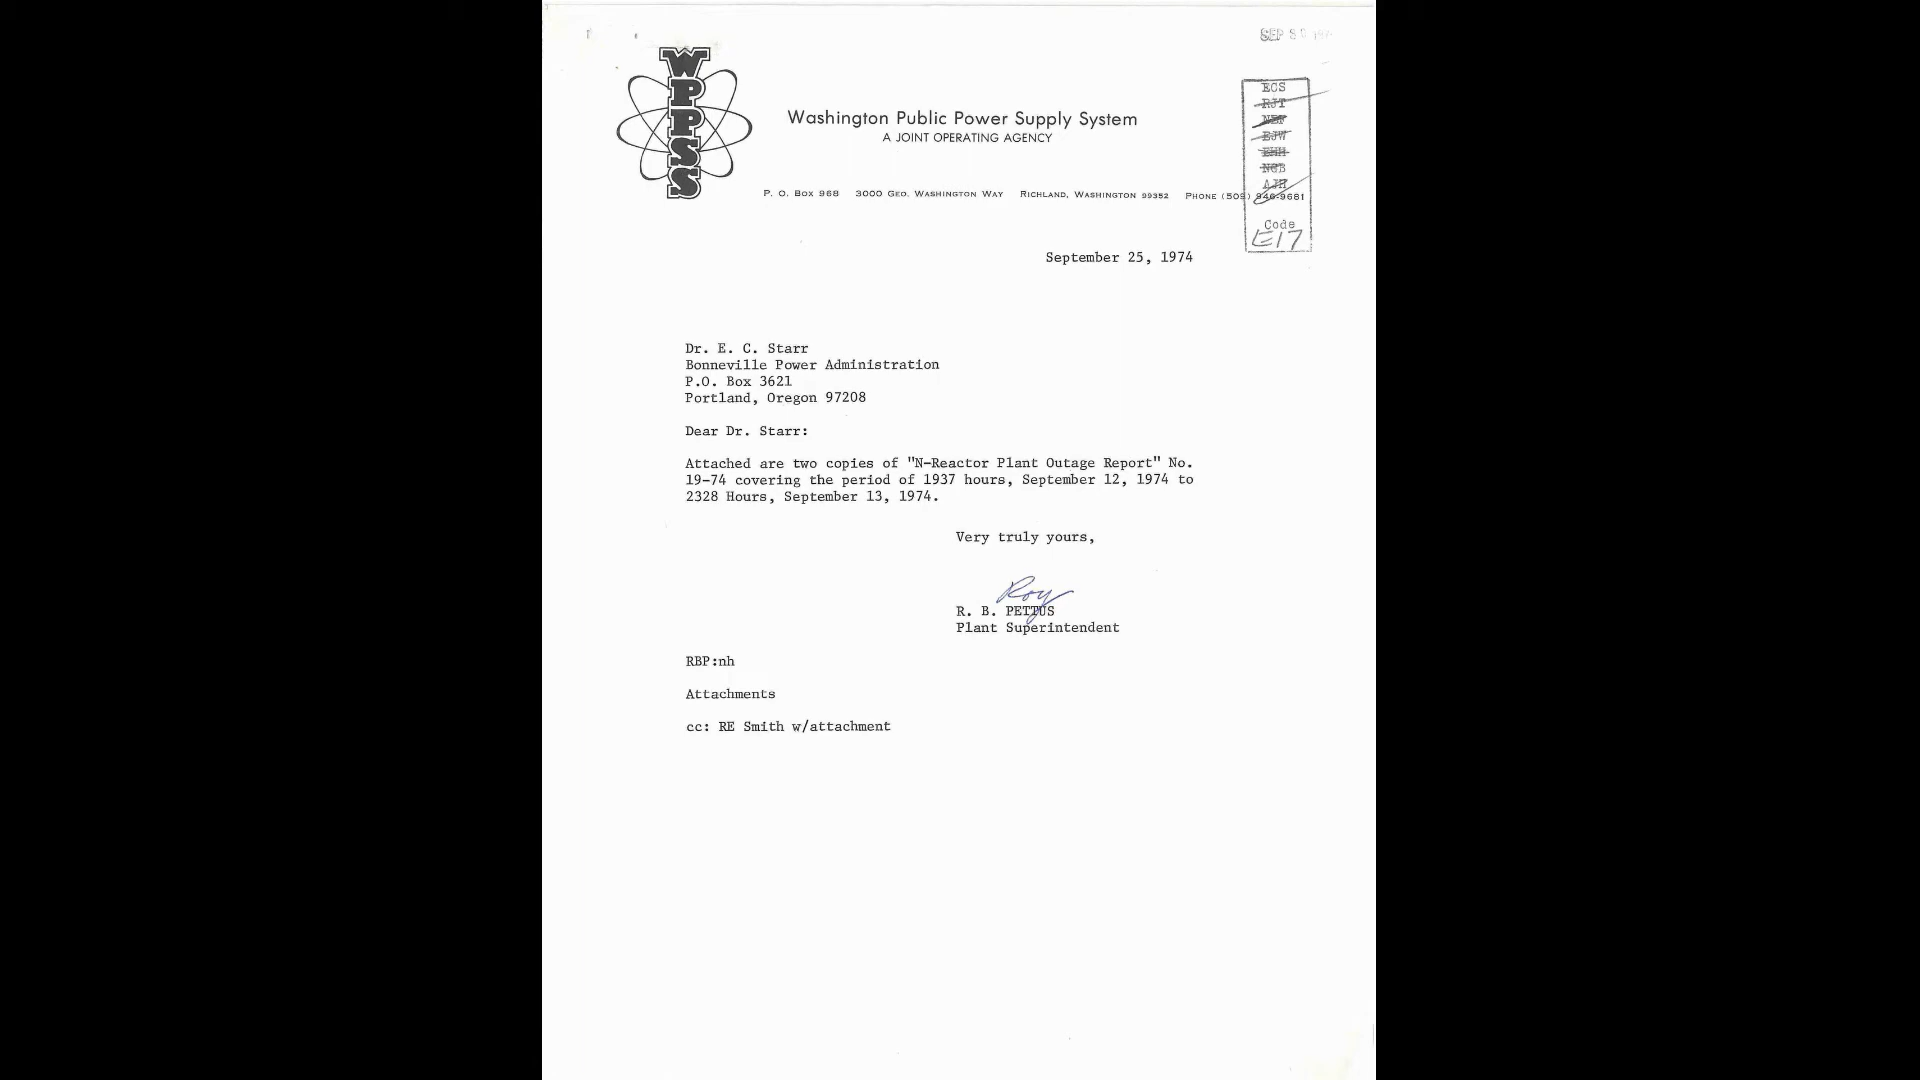 SEP 30 197
WPPSS
Washington Public Power Supply System
A JOINT OPERATING AGENCY
P. O. Box 968 3000 Geo. Washington Way Richland, Washington 99352 Phone (509) 946-9681
ECS
RJT
EJW
EHH
NGB
AJH
Code
E17
September 25, 1974
Dr. E. C. Starr
Bonneville Power Administration
P.O. Box 3621
Portland, Oregon 97208
Dear Dr. Starr:
Attached are two copies of "N-Reactor Plant Outage Report" No.
19-74 covering the period of 1937 hours, September 12, 1974 to
2328 Hours, September 13, 1974.
Very truly yours,
Roy
R. B. PETTUS
Plant Superintendent
RBP:nh
Attachments
cc: RE Smith w/attachment